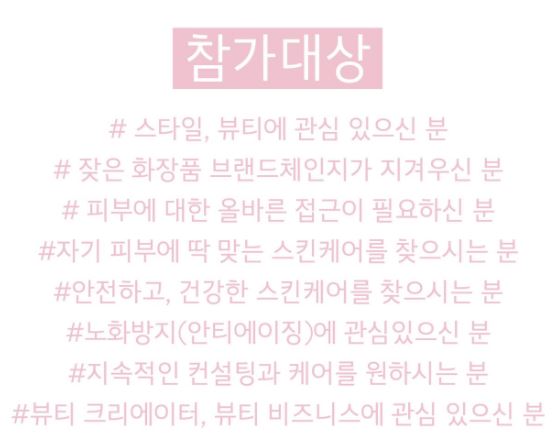 참가대상
# 스타일, 뷰티에 관심 있으신 분
# 잦은 화장품 브랜드체인지가 지겨우신 분
# 피부에 대한 올바른 접근이 필요하신 분
#자기 피부에 딱 맞는 스킨케어를 찾으시는 분
#안전하고, 건강한 스킨케어를 찾으시는 분
#노화방지(안티에이징)에 관심있으신 분
#지속적인 컨설팅과 케어를 원하시는 분
#뷰티 크리에이터, 뷰티 비즈니스에 관심 있으신 분